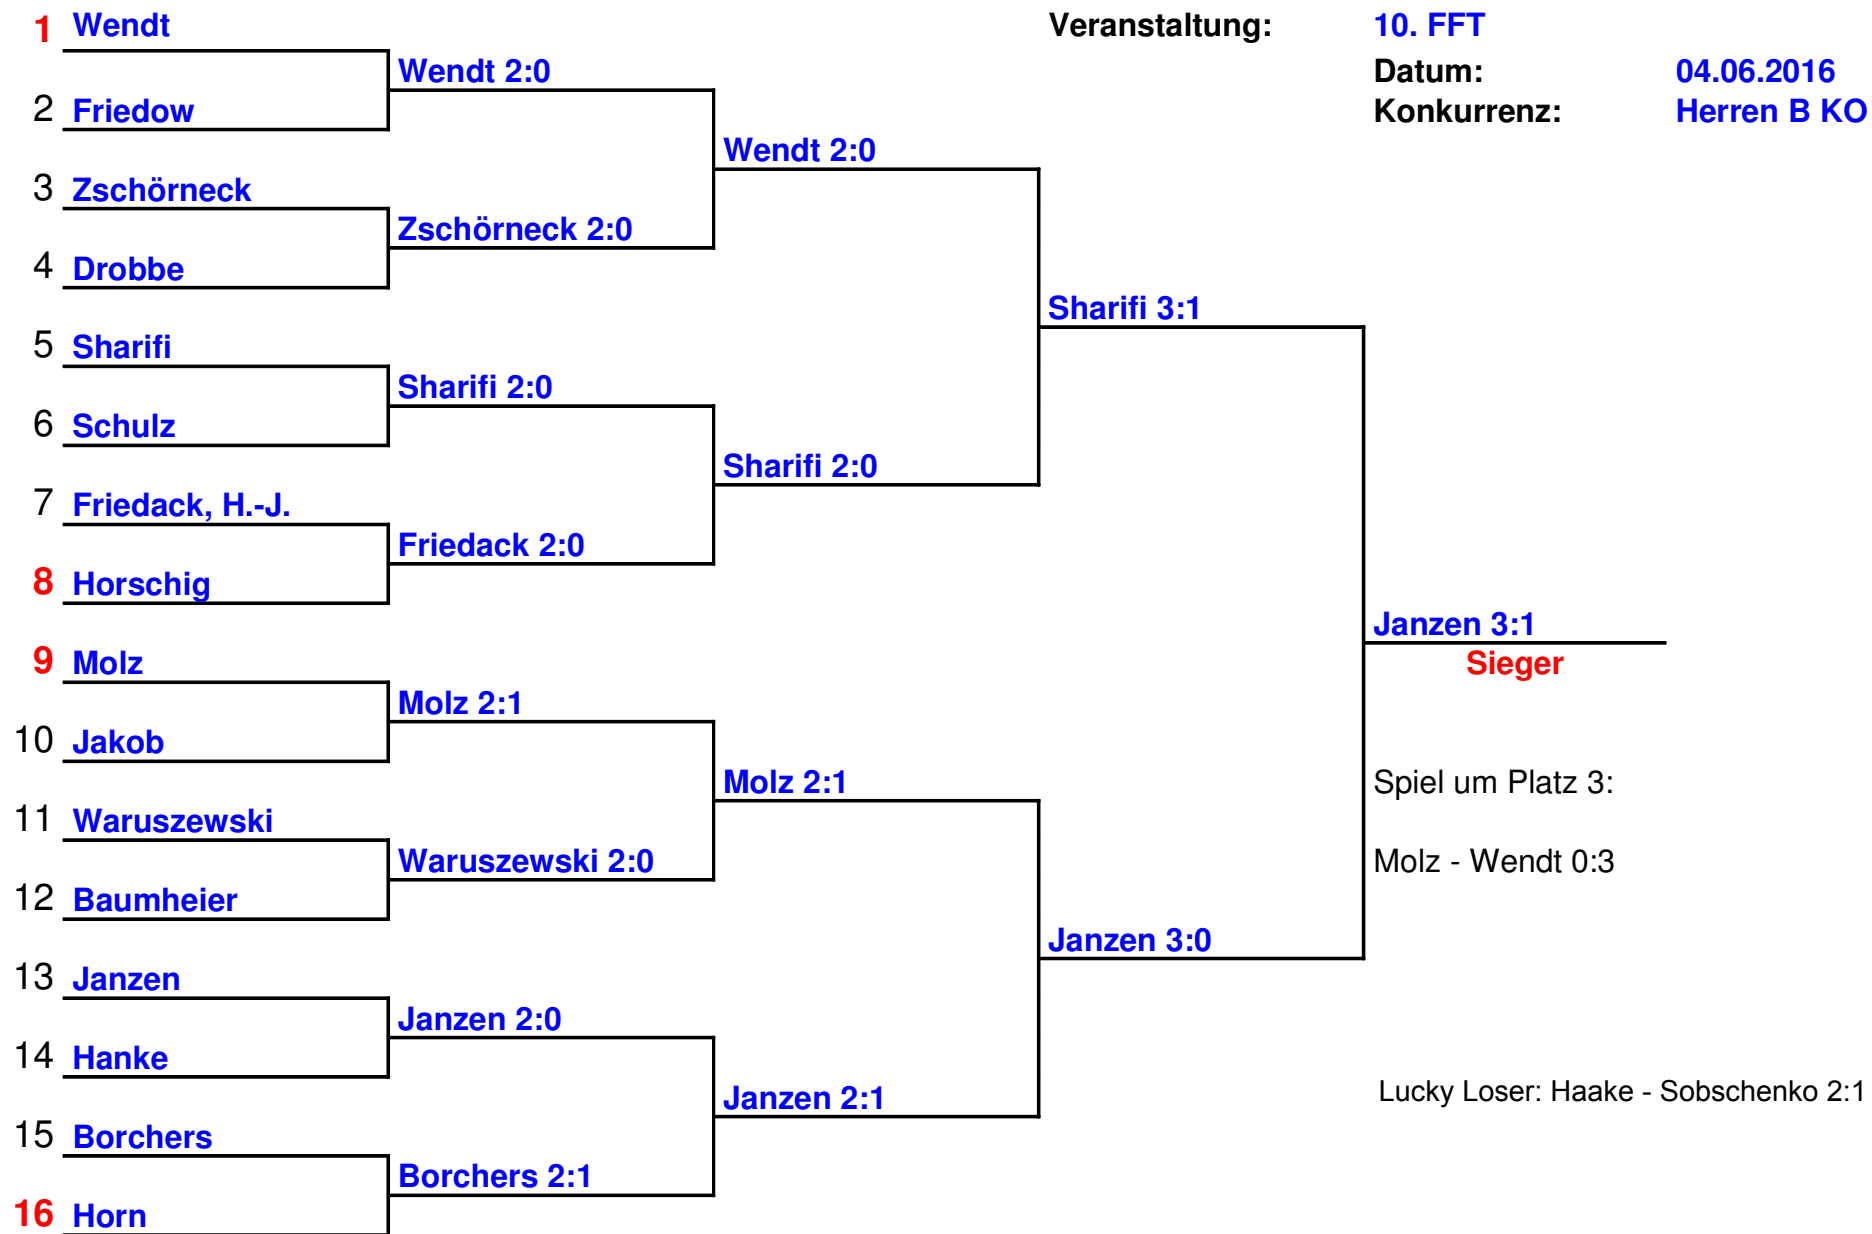 1 Wendt
Veranstaltung: 10. FFT
Wendt 2:0
Datum: 04.06.2016
2 Friedow
Konkurrenz: Herren B KO
Wendt 2:0
3 Zschörneck
Zschörneck 2:0
4 Drobbe
Sharifi 3:1
5 Sharifi
Sharifi 2:0
6 Schulz
Sharifi 2:0
7 Friedack, H.-J.
Friedack 2:0
8 Horschig
Janzen 3:1
9 Molz
Sieger
Molz 2:1
10 Jakob
Molz 2:1
Spiel um Platz 3:
11 Waruszewski
Waruszewski 2:0
Molz - Wendt 0:3
12 Baumheier
Janzen 3:0
13 Janzen
Janzen 2:0
14 Hanke
Janzen 2:1
Lucky Loser: Haake - Sobschenko 2:1
15 Borchers
Borchers 2:1
16 Horn